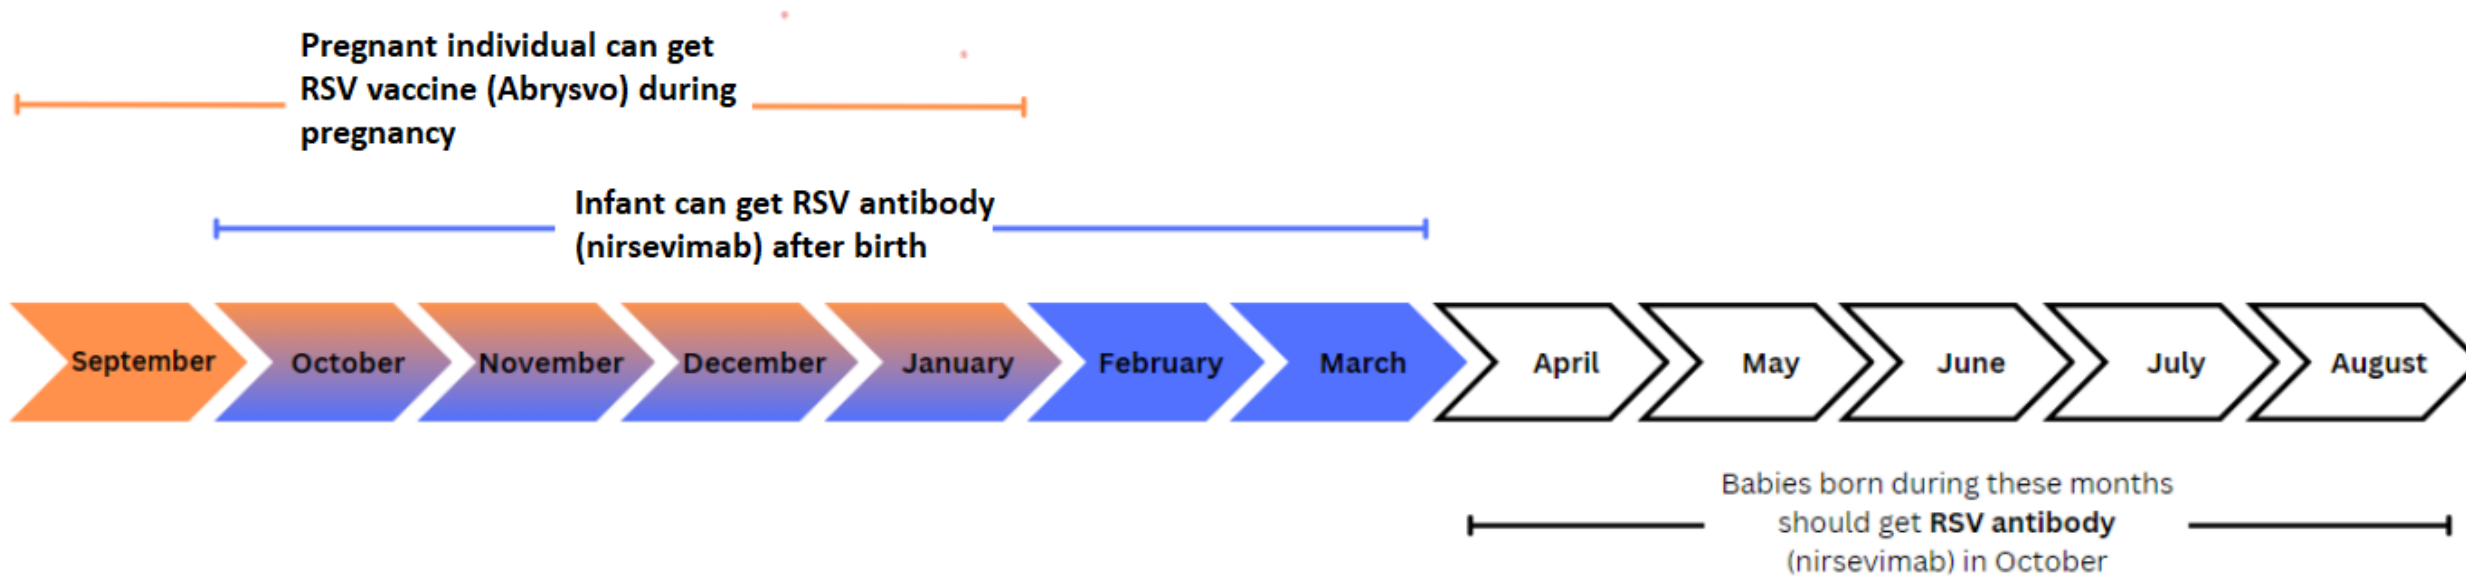 Pregnant individual can get
RSV vaccine (Abrysvo) during
pregnancy
Infant can get RSV antibody
(nirsevimab) after birth
September
October
November
December
January
February
March
April
May
June
July
August
Babies born during these months
should get RSV antibody
(nirsevimab) in October